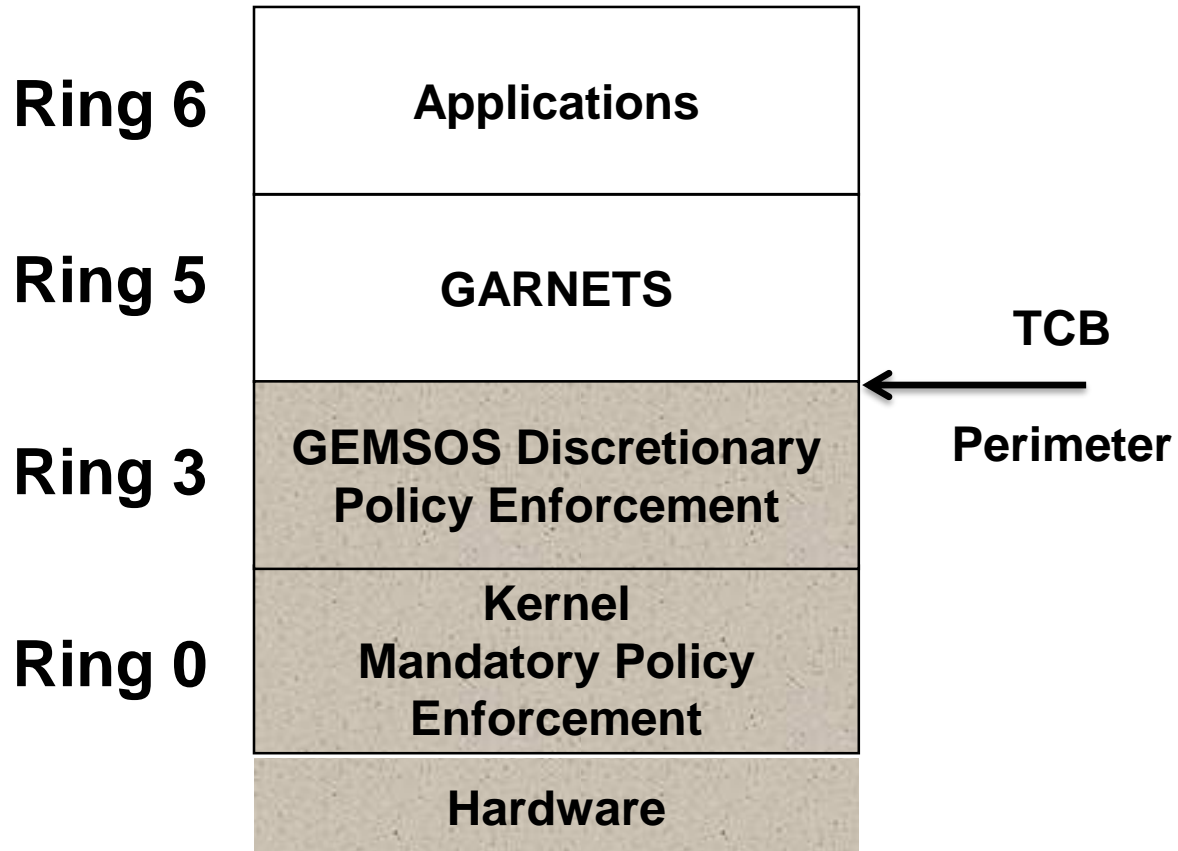 Ring 6
Applications
Ring 5
GARNETS
TCB
Perimeter
Ring 3
GEMSOS Discretionary
Policy Enforcement
Ring 0
Kernel
Mandatory Policy
Enforcement
Hardware